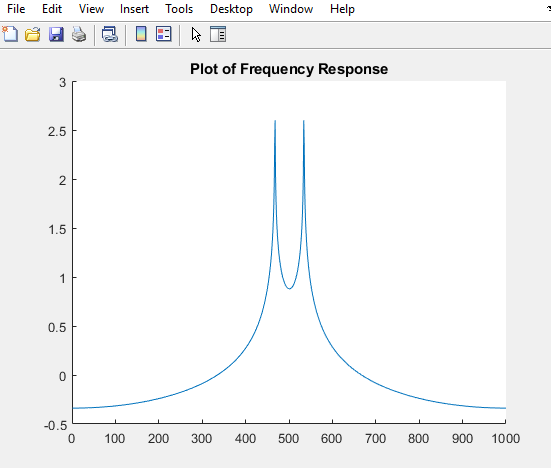 File Edit View Insert Tools Desktop Window Help
Plot of Frequency Response
3
2.5
2
1.5
1
0.5
0
-0.5
0 100 200 300 400 500 600 700 800 900 1000